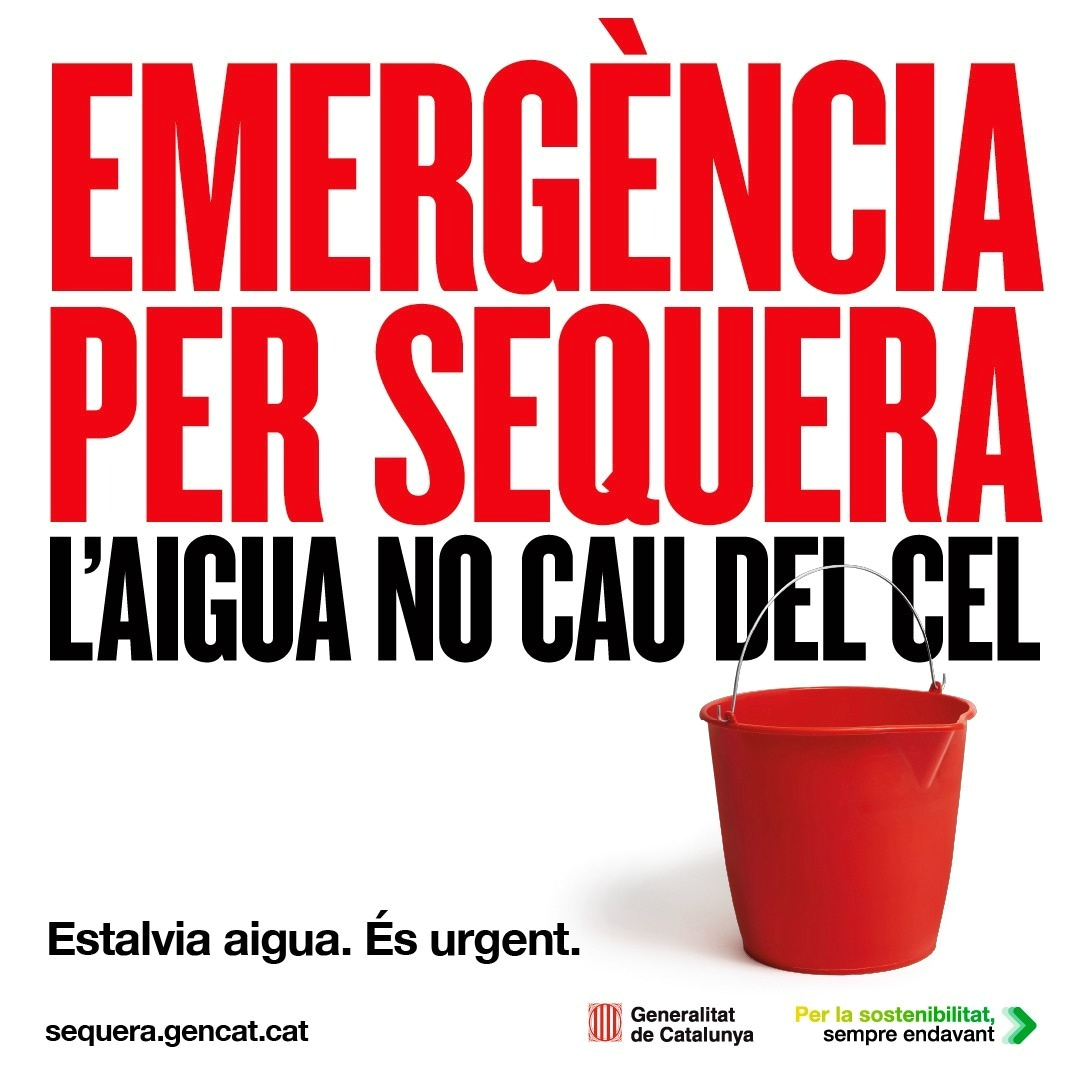 EMERGÈNCIA
PER SEQUERA
L'AIGUA NO CAU DEL CEL
Estalvia aigua. És urgent.
sequera.gencat.cat
Generalitat
de Catalunya
Per la sostenibilitat,
sempre endavant